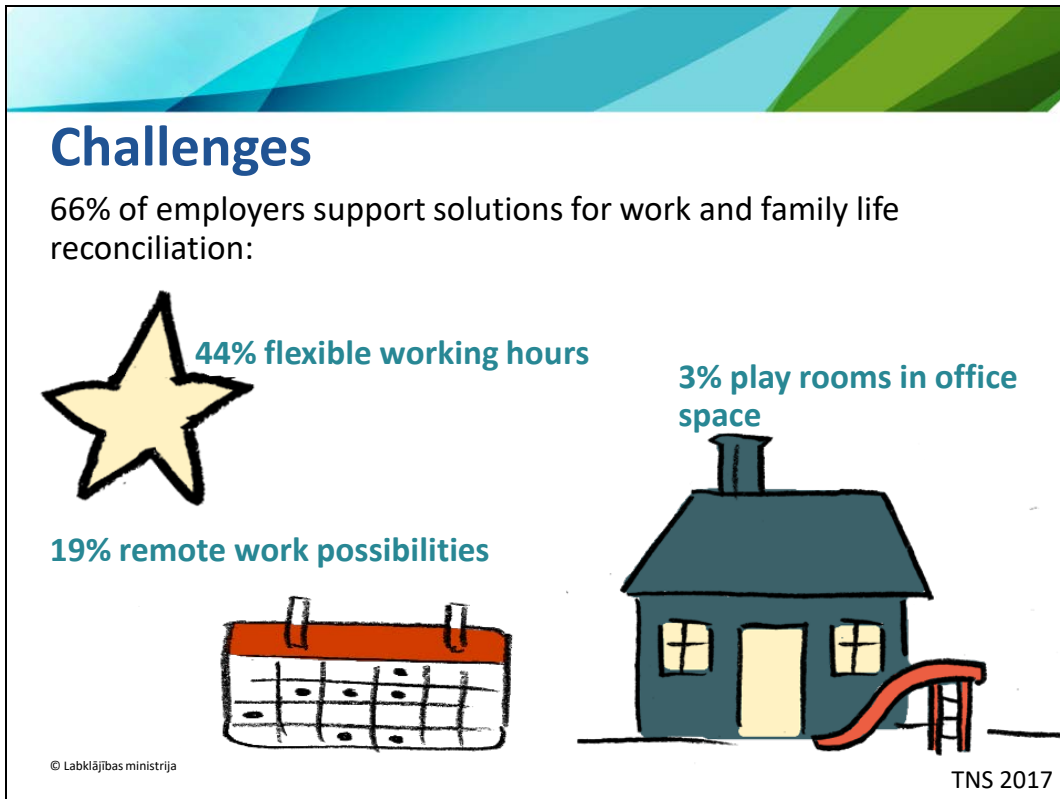 Challenges
66% of employers support solutions for work and family life
reconciliation:
44% flexible working hours
3% play rooms in office
space
19% remote work possibilities
© Labklājības ministrija
TNS 2017